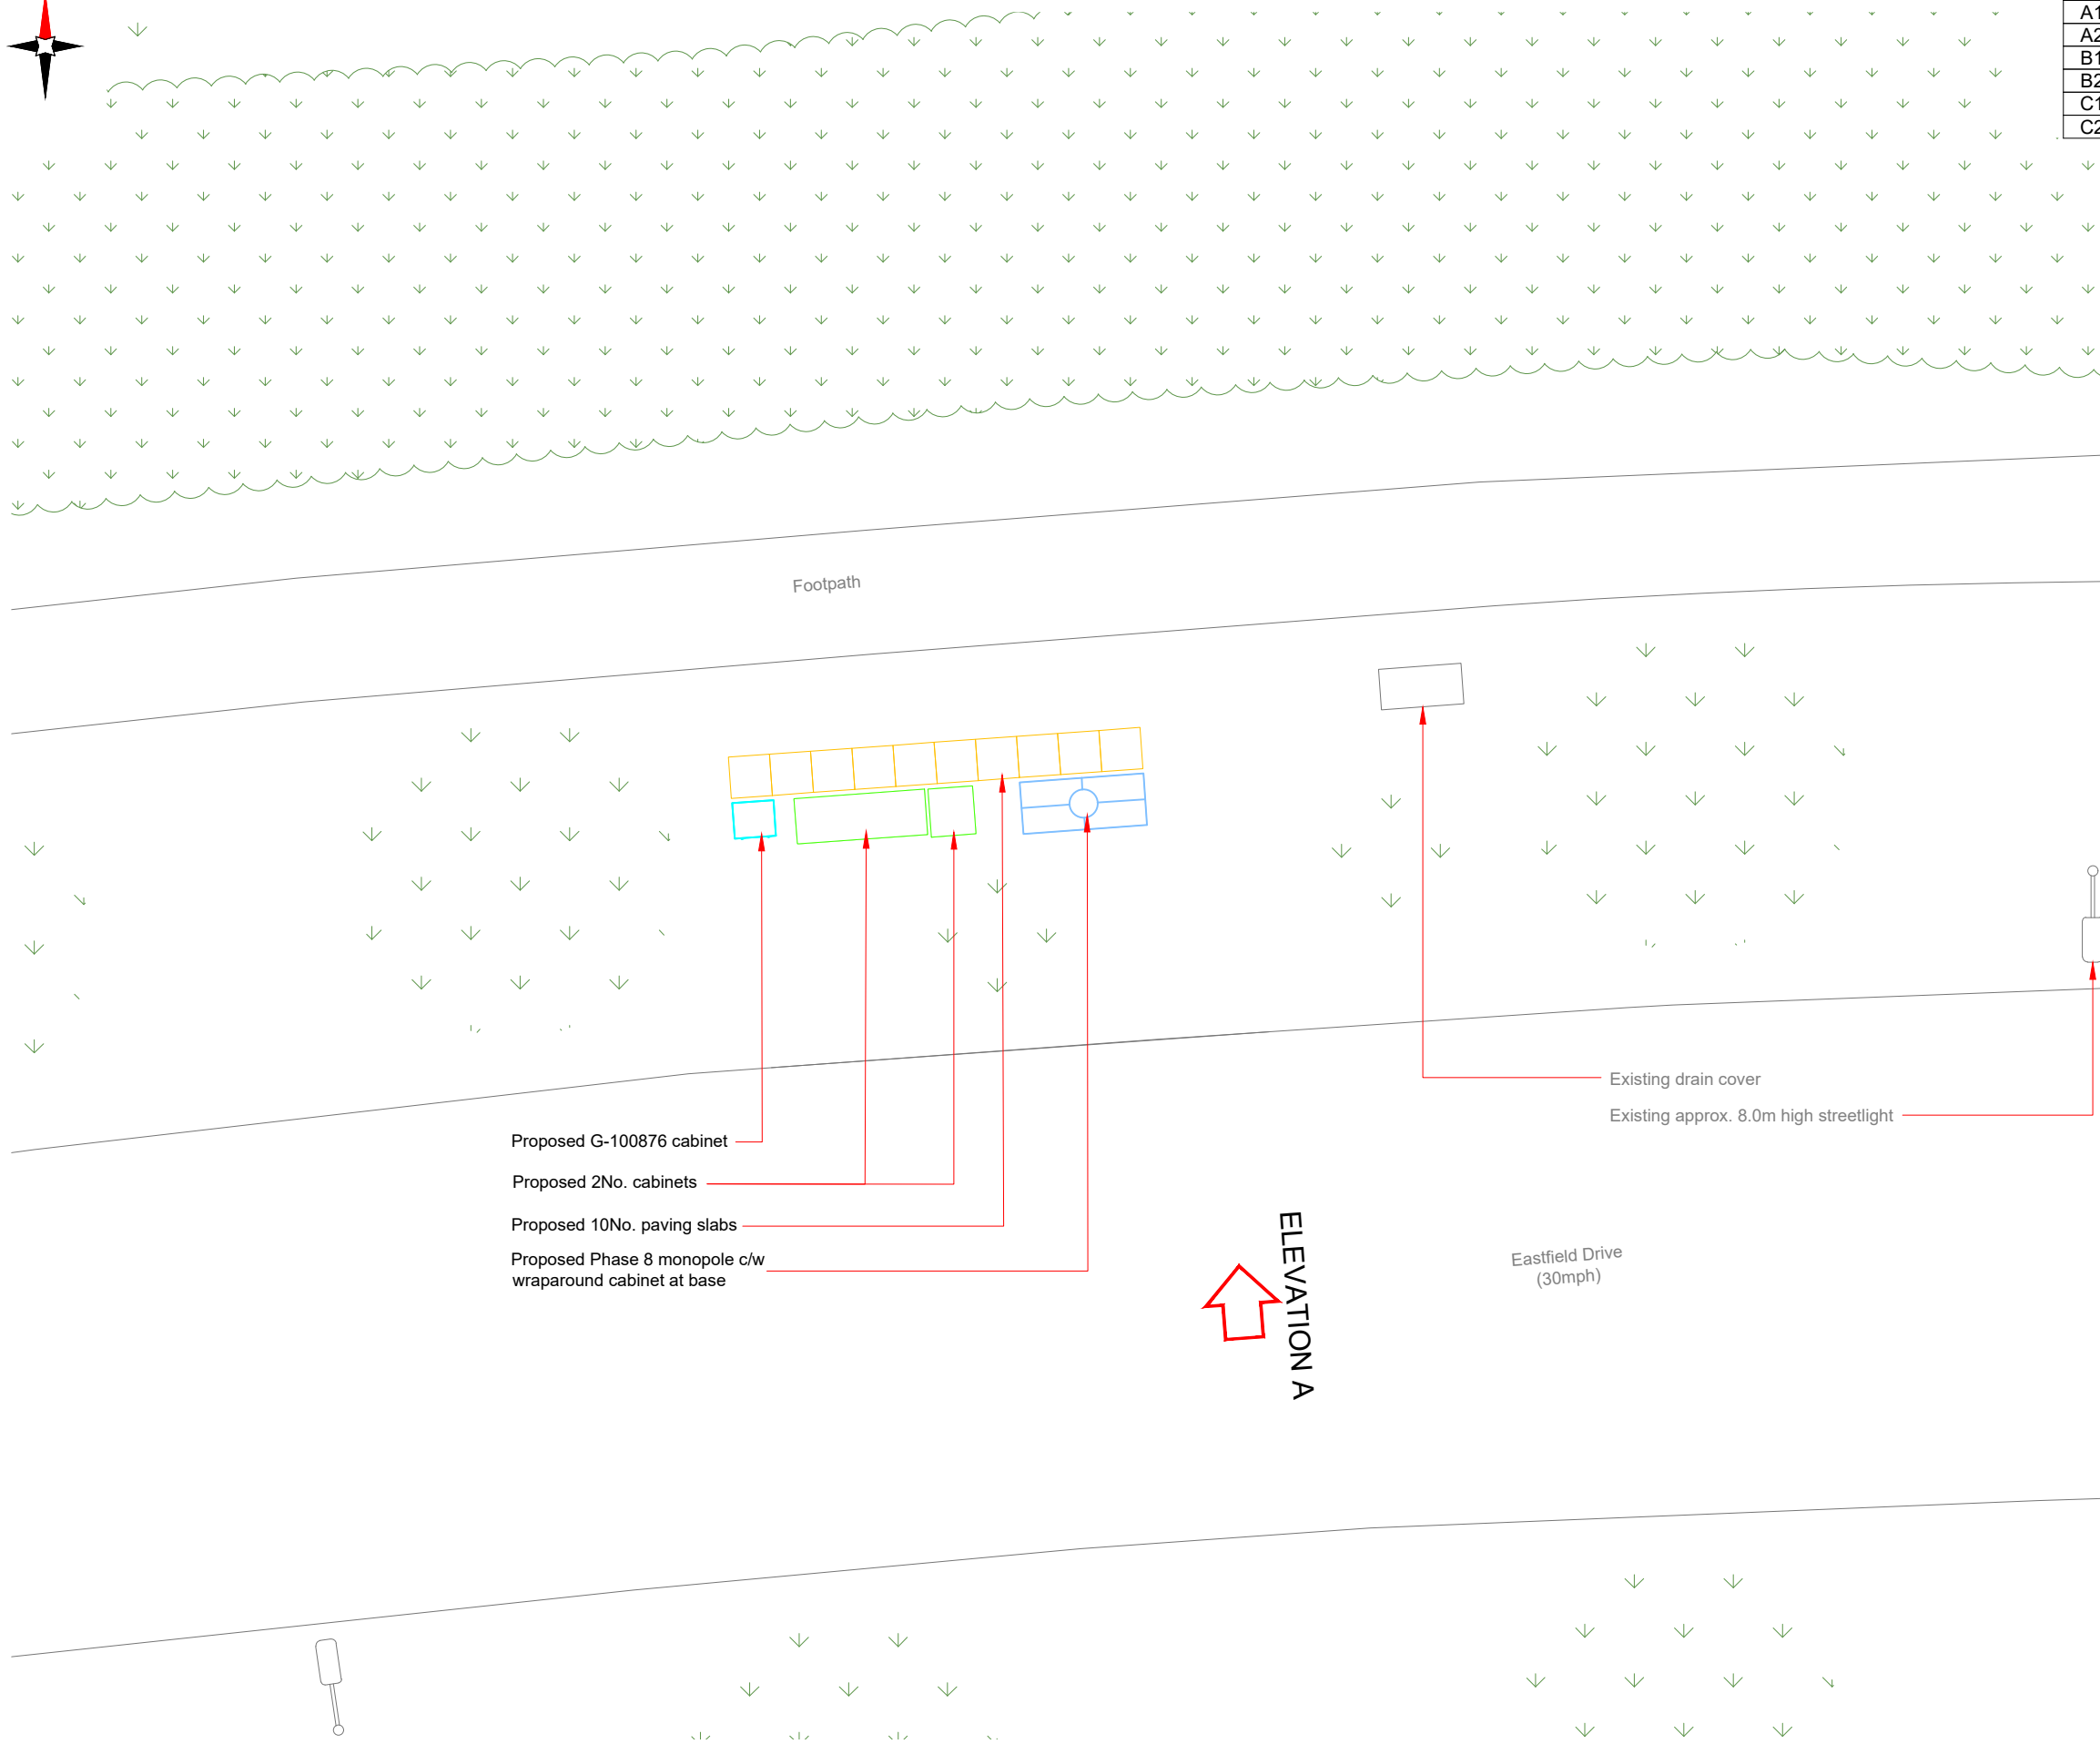 A1
A2
B1
B2
C1
C2
Footpath
Existing drain cover
Existing approx. 8.0m high streetlight
Proposed G-100876 cabinet
Proposed 2No. cabinets
Proposed 10No. paving slabs
Proposed Phase 8 monopole c/w
wraparound cabinet at base
ELEVATION A
Eastfield Drive
(30mph)